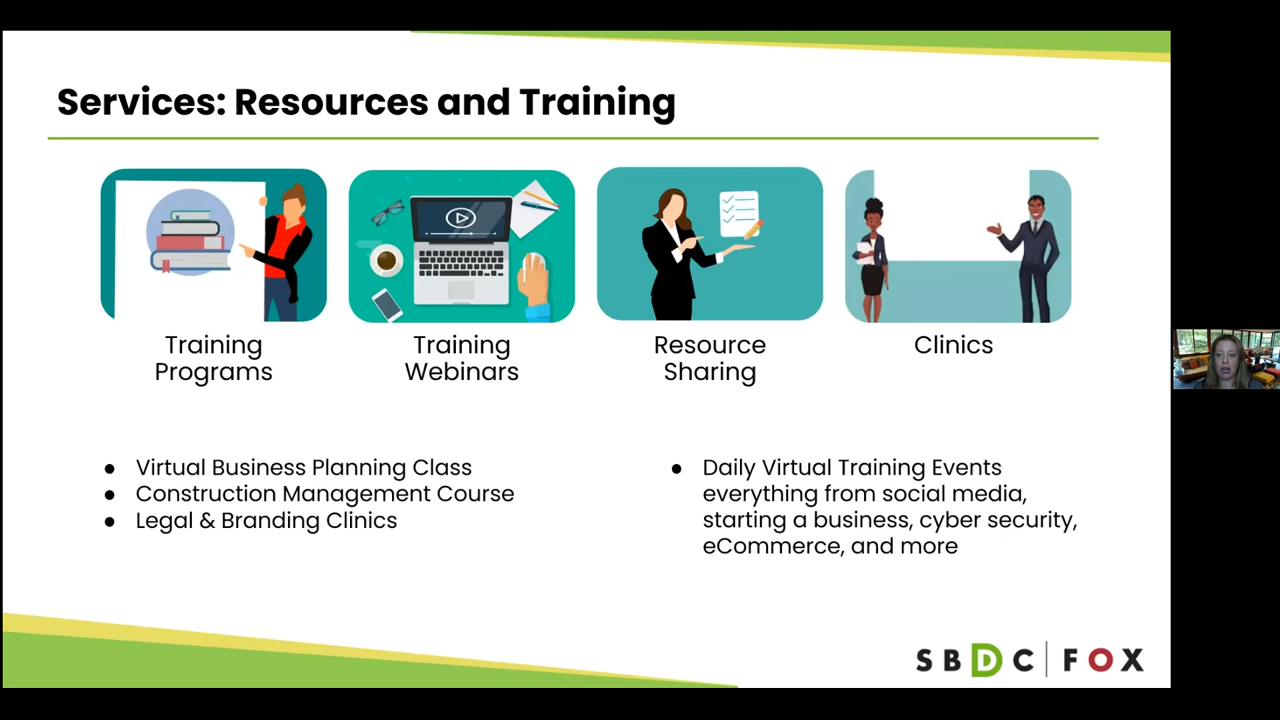 Services: Resources and Training
Training
Programs
Training
Webinars
Resource
Sharing
Clinics
● Virtual Business Planning Class
● Construction Management Course
● Legal & Branding Clinics
● Daily Virtual Training Events
everything from social media,
starting a business, cyber security,
eCommerce, and more
SBDC | FOX